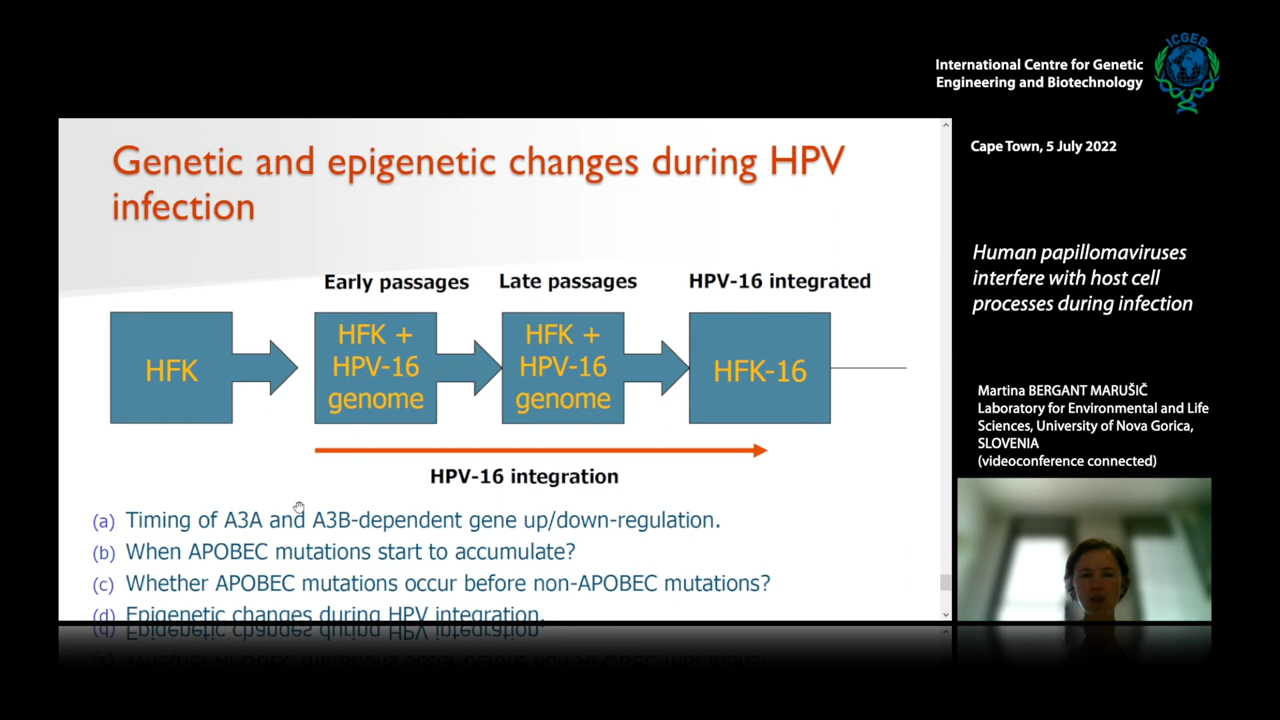 ICGEB
International Centre for Genetic
Engineering and Biotechnology
Cape Town, 5 July 2022
Genetic and epigenetic changes during HPV
infection
Early passages
Late passages
HPV-16 integrated
HFK
HFK +
HPV-16
genome
HFK +
HPV-16
genome
HFK-16
HPV-16 integration
(a) Timing of A3A and A3B-dependent gene up/down-regulation.
(b) When APOBEC mutations start to accumulate?
(c) Whether APOBEC mutations occur before non-APOBEC mutations?
(d) Epigenetic changes during HPV integration.
Human papillomaviruses
interfere with host cell
processes during infection
Martina BERGANT MARUŠIČ
Laboratory for Environmental and Life
Sciences, University of Nova Gorica,
SLOVENIA
(videoconference connected)